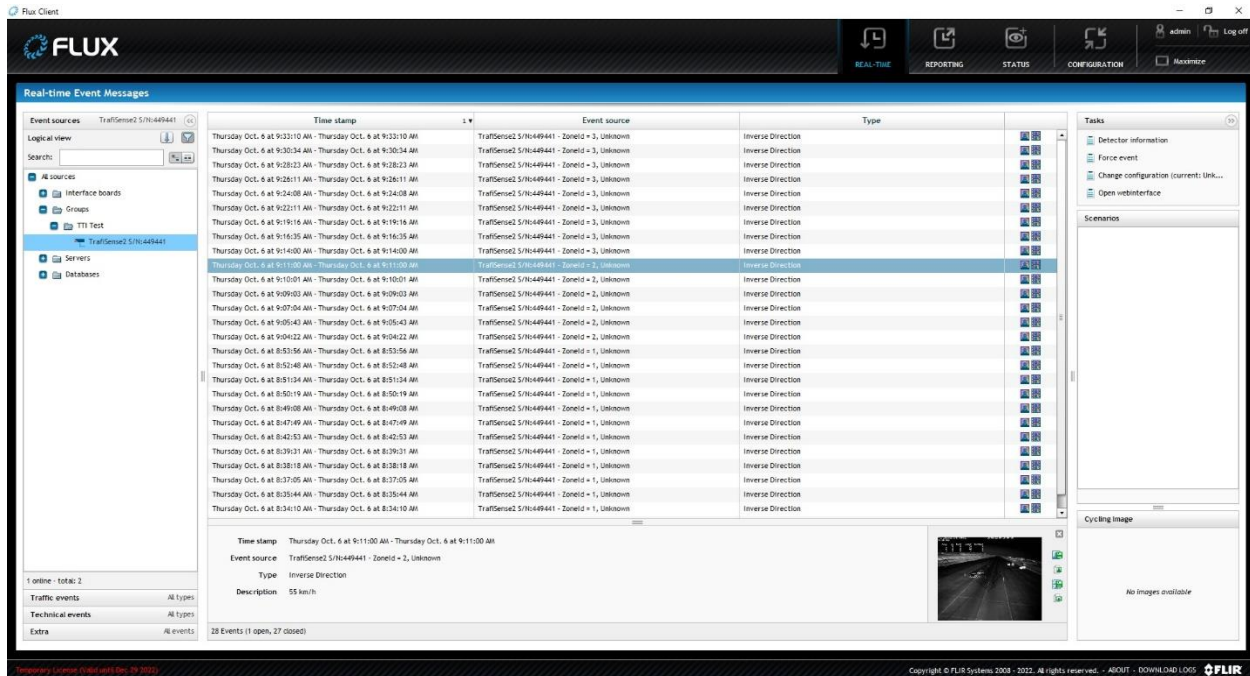 Flux Client
FLUX
REAL-TIME
REPORTING
STATUS
CONFIGURATION
admin
Log off
Maximize
Real-time Event Messages
Event sources TrafiSense2 S/N:449441
Logical view
Search:
All sources
Interface boards
Groups
TTI Test
TrafiSense2 S/N:449441
Servers
Databases
1 online - total: 2
Traffic events All types
Technical events All types
Extra All events
Time stamp 1 Event source Type
Thursday Oct. 6 at 9:33:10 AM - Thursday Oct. 6 at 9:33:10 AM TrafiSense2 S/N:449441 - ZoneId = 3, Unknown Inverse Direction
Thursday Oct. 6 at 9:30:34 AM - Thursday Oct. 6 at 9:30:34 AM TrafiSense2 S/N:449441 - ZoneId = 3, Unknown Inverse Direction
Thursday Oct. 6 at 9:28:23 AM - Thursday Oct. 6 at 9:28:23 AM TrafiSense2 S/N:449441 - ZoneId = 3, Unknown Inverse Direction
Thursday Oct. 6 at 9:26:11 AM - Thursday Oct. 6 at 9:26:11 AM TrafiSense2 S/N:449441 - ZoneId = 3, Unknown Inverse Direction
Thursday Oct. 6 at 9:24:08 AM - Thursday Oct. 6 at 9:24:08 AM TrafiSense2 S/N:449441 - ZoneId = 3, Unknown Inverse Direction
Thursday Oct. 6 at 9:22:11 AM - Thursday Oct. 6 at 9:22:11 AM TrafiSense2 S/N:449441 - ZoneId = 3, Unknown Inverse Direction
Thursday Oct. 6 at 9:19:16 AM - Thursday Oct. 6 at 9:19:16 AM TrafiSense2 S/N:449441 - ZoneId = 3, Unknown Inverse Direction
Thursday Oct. 6 at 9:16:35 AM - Thursday Oct. 6 at 9:16:35 AM TrafiSense2 S/N:449441 - ZoneId = 3, Unknown Inverse Direction
Thursday Oct. 6 at 9:14:00 AM - Thursday Oct. 6 at 9:14:00 AM TrafiSense2 S/N:449441 - ZoneId = 3, Unknown Inverse Direction
Thursday Oct. 6 at 9:11:00 AM - Thursday Oct. 6 at 9:11:00 AM TrafiSense2 S/N:449441 - ZoneId = 2, Unknown Inverse Direction
Thursday Oct. 6 at 9:10:01 AM - Thursday Oct. 6 at 9:10:01 AM TrafiSense2 S/N:449441 - ZoneId = 2, Unknown Inverse Direction
Thursday Oct. 6 at 9:09:03 AM - Thursday Oct. 6 at 9:09:03 AM TrafiSense2 S/N:449441 - ZoneId = 2, Unknown Inverse Direction
Thursday Oct. 6 at 9:07:04 AM - Thursday Oct. 6 at 9:07:04 AM TrafiSense2 S/N:449441 - ZoneId = 2, Unknown Inverse Direction
Thursday Oct. 6 at 9:05:43 AM - Thursday Oct. 6 at 9:05:43 AM TrafiSense2 S/N:449441 - ZoneId = 2, Unknown Inverse Direction
Thursday Oct. 6 at 9:04:22 AM - Thursday Oct. 6 at 9:04:22 AM TrafiSense2 S/N:449441 - ZoneId = 2, Unknown Inverse Direction
Thursday Oct. 6 at 8:53:56 AM - Thursday Oct. 6 at 8:53:56 AM TrafiSense2 S/N:449441 - ZoneId = 1, Unknown Inverse Direction
Thursday Oct. 6 at 8:52:48 AM - Thursday Oct. 6 at 8:52:48 AM TrafiSense2 S/N:449441 - ZoneId = 1, Unknown Inverse Direction
Thursday Oct. 6 at 8:51:34 AM - Thursday Oct. 6 at 8:51:34 AM TrafiSense2 S/N:449441 - ZoneId = 1, Unknown Inverse Direction
Thursday Oct. 6 at 8:50:19 AM - Thursday Oct. 6 at 8:50:19 AM TrafiSense2 S/N:449441 - ZoneId = 1, Unknown Inverse Direction
Thursday Oct. 6 at 8:49:08 AM - Thursday Oct. 6 at 8:49:08 AM TrafiSense2 S/N:449441 - ZoneId = 1, Unknown Inverse Direction
Thursday Oct. 6 at 8:47:49 AM - Thursday Oct. 6 at 8:47:49 AM TrafiSense2 S/N:449441 - ZoneId = 1, Unknown Inverse Direction
Thursday Oct. 6 at 8:42:53 AM - Thursday Oct. 6 at 8:42:53 AM TrafiSense2 S/N:449441 - ZoneId = 1, Unknown Inverse Direction
Thursday Oct. 6 at 8:39:31 AM - Thursday Oct. 6 at 8:39:31 AM TrafiSense2 S/N:449441 - ZoneId = 1, Unknown Inverse Direction
Thursday Oct. 6 at 8:38:18 AM - Thursday Oct. 6 at 8:38:18 AM TrafiSense2 S/N:449441 - ZoneId = 1, Unknown Inverse Direction
Thursday Oct. 6 at 8:37:05 AM - Thursday Oct. 6 at 8:37:05 AM TrafiSense2 S/N:449441 - ZoneId = 1, Unknown Inverse Direction
Thursday Oct. 6 at 8:35:44 AM - Thursday Oct. 6 at 8:35:44 AM TrafiSense2 S/N:449441 - ZoneId = 1, Unknown Inverse Direction
Thursday Oct. 6 at 8:34:10 AM - Thursday Oct. 6 at 8:34:10 AM TrafiSense2 S/N:449441 - ZoneId = 1, Unknown Inverse Direction
Time stamp Thursday Oct. 6 at 9:11:00 AM - Thursday Oct. 6 at 9:11:00 AM
Event source TrafiSense2 S/N:449441 - ZoneId = 2, Unknown
Type Inverse Direction
Description 55 km/h
28 Events (1 open, 27 closed)
Tasks
Detector information
Force event
Change configuration (current: Unk...
Open webinterface
Scenarios
Cycling image
No images available
Temporary License (Valid until Dec 29 2022)
Copyright © FLIR Systems 2008 - 2022. All rights reserved. - ABOUT - DOWNLOAD LOGS FLIR